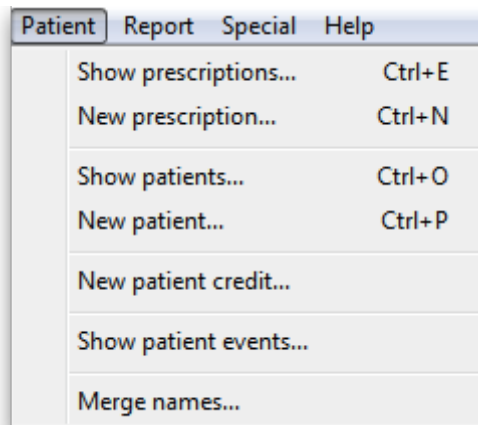 Patient Report Special Help
Show prescriptions... Ctrl+E
New prescription... Ctrl+N
Show patients... Ctrl+O
New patient... Ctrl+P
New patient credit...
Show patient events...
Merge names...